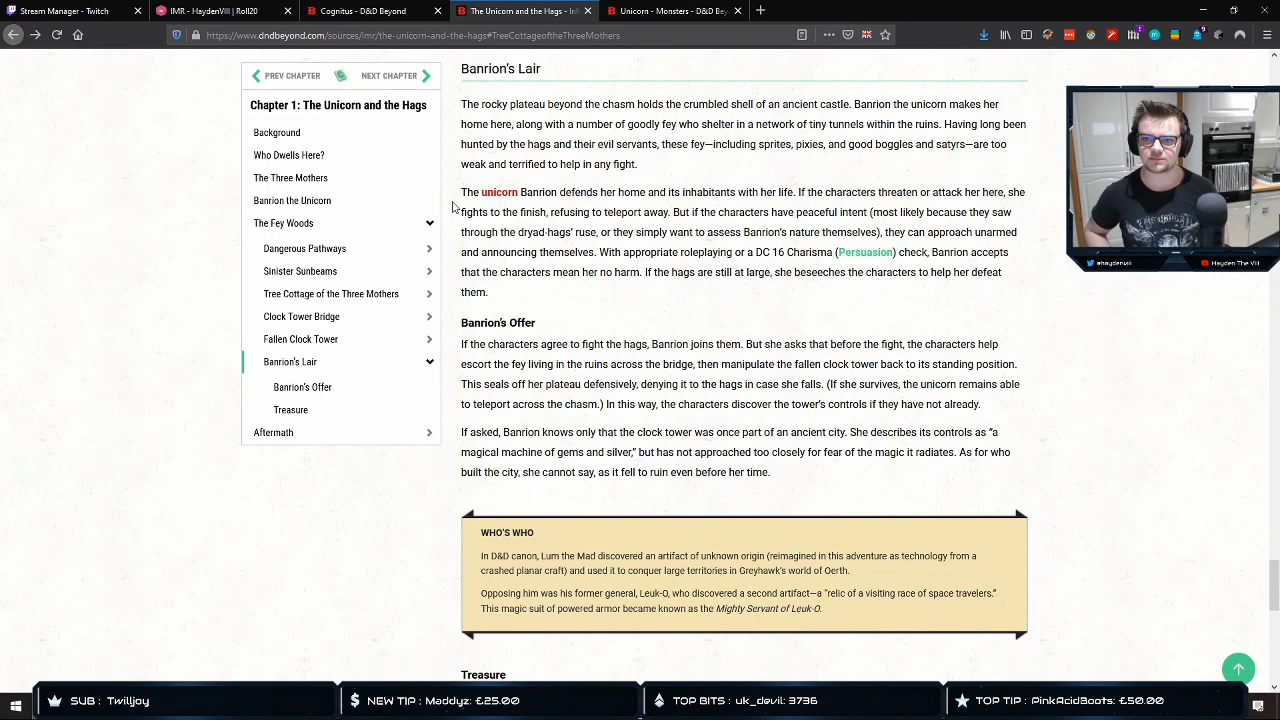 Stream Manager - Twitch
IMR - HaydenVIII | Roll20
Cognitus - D&D Beyond
The Unicorn and the Hags - In
Unicorn - Monsters - D&D Bey
https://www.dndbeyond.com/sources/imr/the-unicorn-and-the-hags#TreeCottageoftheThreeMothers
PREV CHAPTER
NEXT CHAPTER
Chapter 1: The Unicorn and the Hags
Background
Who Dwells Here?
The Three Mothers
Banrion the Unicorn
The Fey Woods
Dangerous Pathways
Sinister Sunbeams
Tree Cottage of the Three Mothers
Clock Tower Bridge
Fallen Clock Tower
Banrion's Lair
Banrion's Offer
Treasure
Aftermath
Banrion's Lair
The rocky plateau beyond the chasm holds the crumbled shell of an ancient castle. Banrion the unicorn makes her
home here, along with a number of goodly fey who shelter in a network of tiny tunnels within the ruins. Having long been
hunted by the hags and their evil servants, these fey—including sprites, pixies, and good boggles and satyrs—are too
weak and terrified to help in any fight.
The unicorn Banrion defends her home and its inhabitants with her life. If the characters threaten or attack her here, she
fights to the finish, refusing to teleport away. But if the characters have peaceful intent (most likely because they saw
through the dryad-hags' ruse, or they simply want to assess Banrion's nature themselves), they can approach unarmed
and announcing themselves. With appropriate roleplaying or a DC 16 Charisma (Persuasion) check, Banrion accepts
that the characters mean her no harm. If the hags are still at large, she beseeches the characters to help her defeat
them.
Banrion's Offer
If the characters agree to fight the hags, Banrion joins them. But she asks that before the fight, the characters help
escort the fey living in the ruins across the bridge, then manipulate the fallen clock tower back to its standing position.
This seals off her plateau defensively, denying it to the hags in case she falls. (If she survives, the unicorn remains able
to teleport across the chasm.) In this way, the characters discover the tower's controls if they have not already.
If asked, Banrion knows only that the clock tower was once part of an ancient city. She describes its controls as “a
magical machine of gems and silver,” but has not approached too closely for fear of the magic it radiates. As for who
built the city, she cannot say, as it fell to ruin even before her time.
WHO'S WHO
In D&D canon, Lum the Mad discovered an artifact of unknown origin (reimagined in this adventure as technology from a
crashed planar craft) and used it to conquer large territories in Greyhawk's world of Oerth.
Opposing him was his former general, Leuk-O, who discovered a second artifact—a “relic of a visiting race of space travelers.”
This magic suit of powered armor became known as the Mighty Servant of Leuk-O.
Treasure
@haydenviii
Hayden The VIII
SUB : Twilljoy
NEW TIP : Maddyz: £25.00
TOP BITS : uk_devil: 3736
TOP TIP : PinkAcidBoots: £50.00